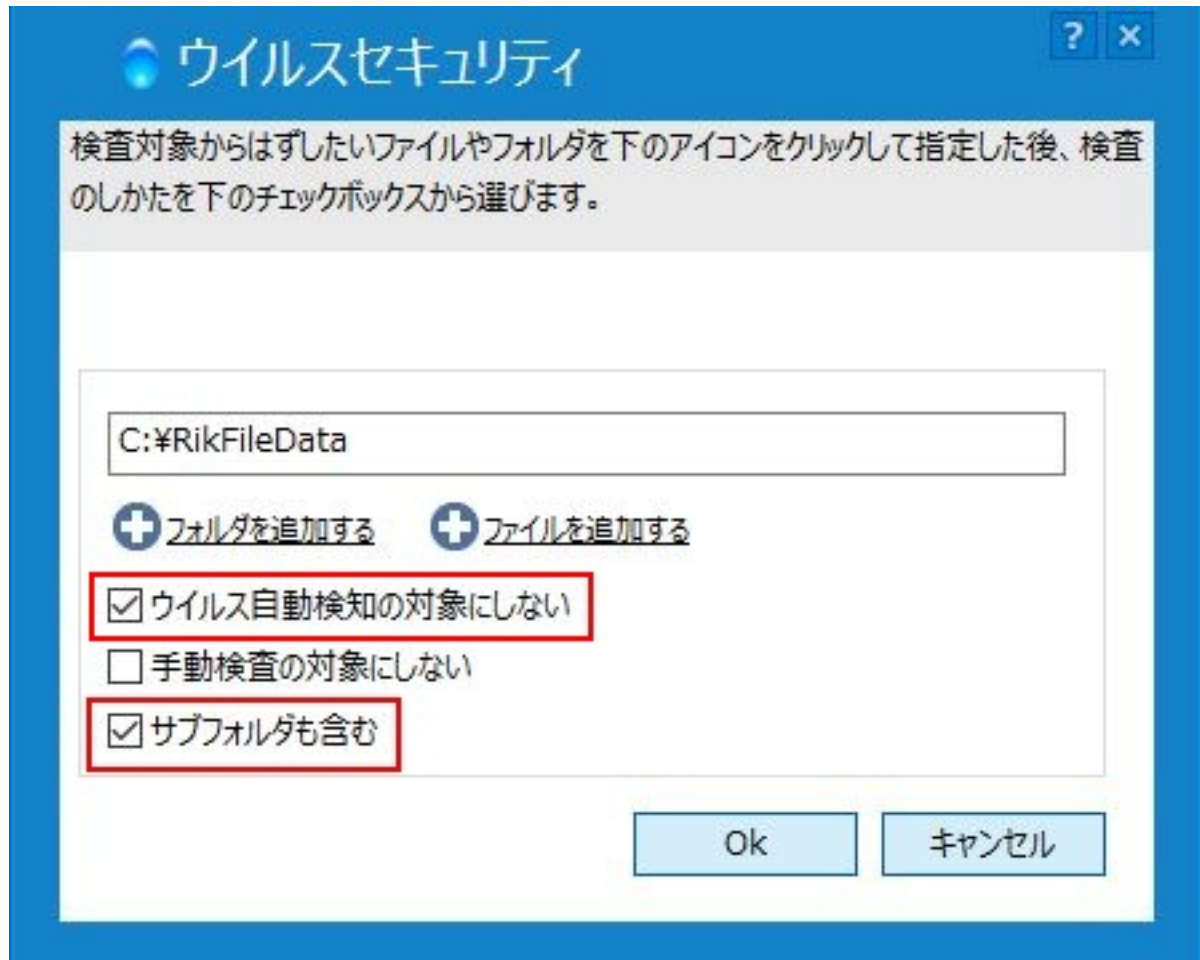 ウイルスセキュリティ
? ×
検査対象からはずしたいファイルやフォルダを下のアイコンをクリックして指定した後、検査
のしかたを下のチェックボックスから選びます。
C:¥RikFileData
フォルダを追加する ファイルを追加する
ウイルス自動検知の対象にしない
手動検査の対象にしない
サブフォルダも含む
Ok キャンセル